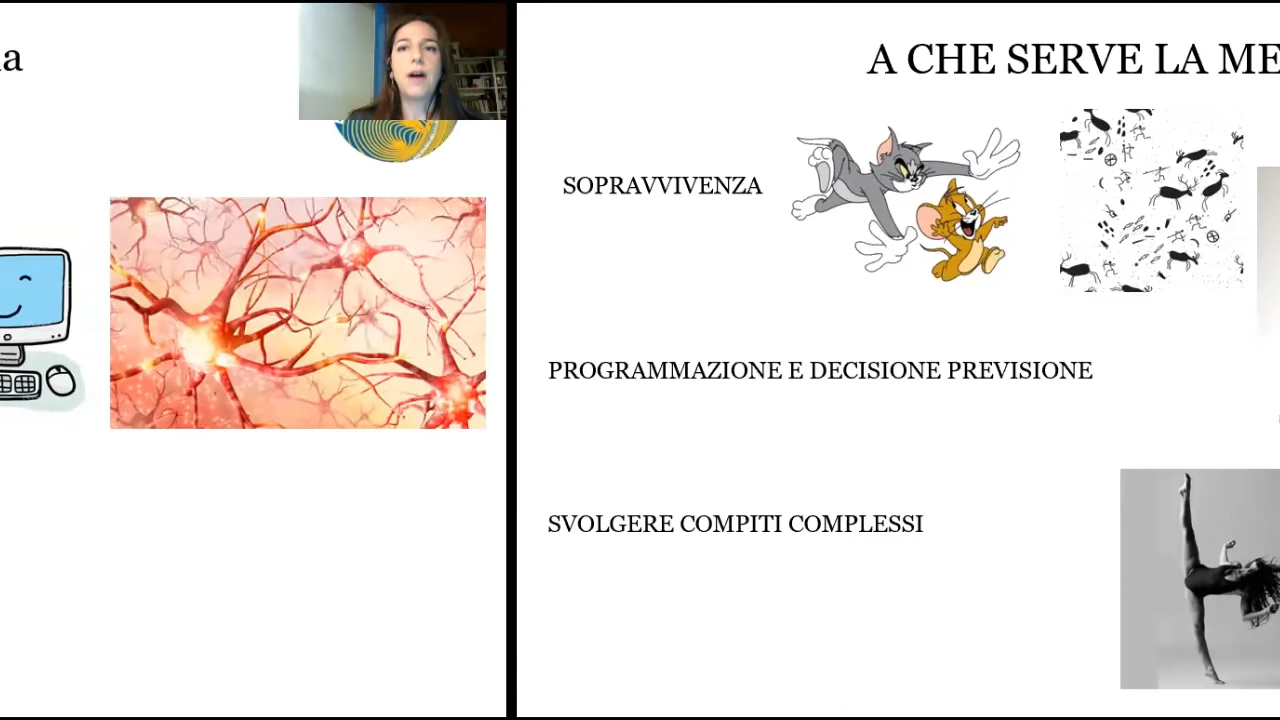 A CHE SERVE LA ME
SOPRAVVIVENZA
PROGRAMMAZIONE E DECISIONE PREVISIONE
SVOLGERE COMPITI COMPLESSI